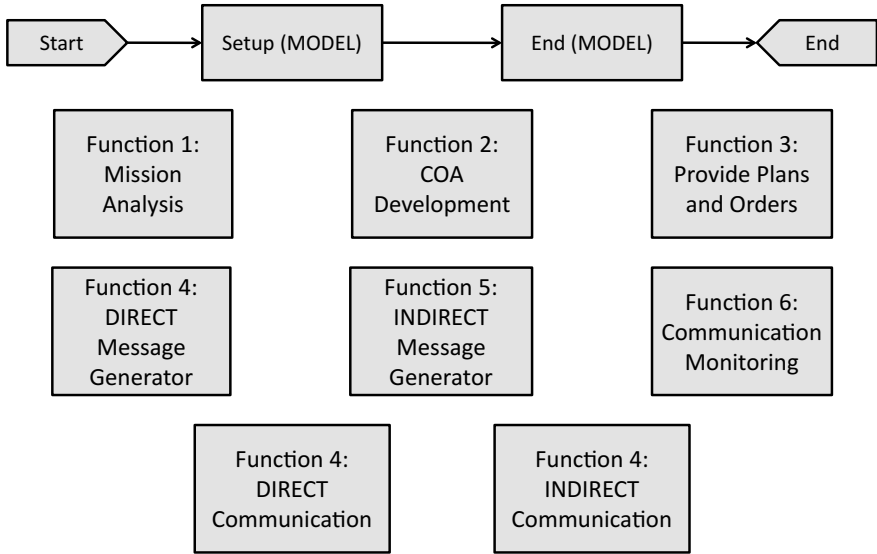 Start
Setup (MODEL)
End (MODEL)
End
Function 1:
Mission
Analysis
Function 2:
COA
Development
Function 3:
Provide Plans
and Orders
Function 4:
DIRECT
Message
Generator
Function 5:
INDIRECT
Message
Generator
Function 6:
Communication
Monitoring
Function 4:
DIRECT
Communication
Function 4:
INDIRECT
Communication